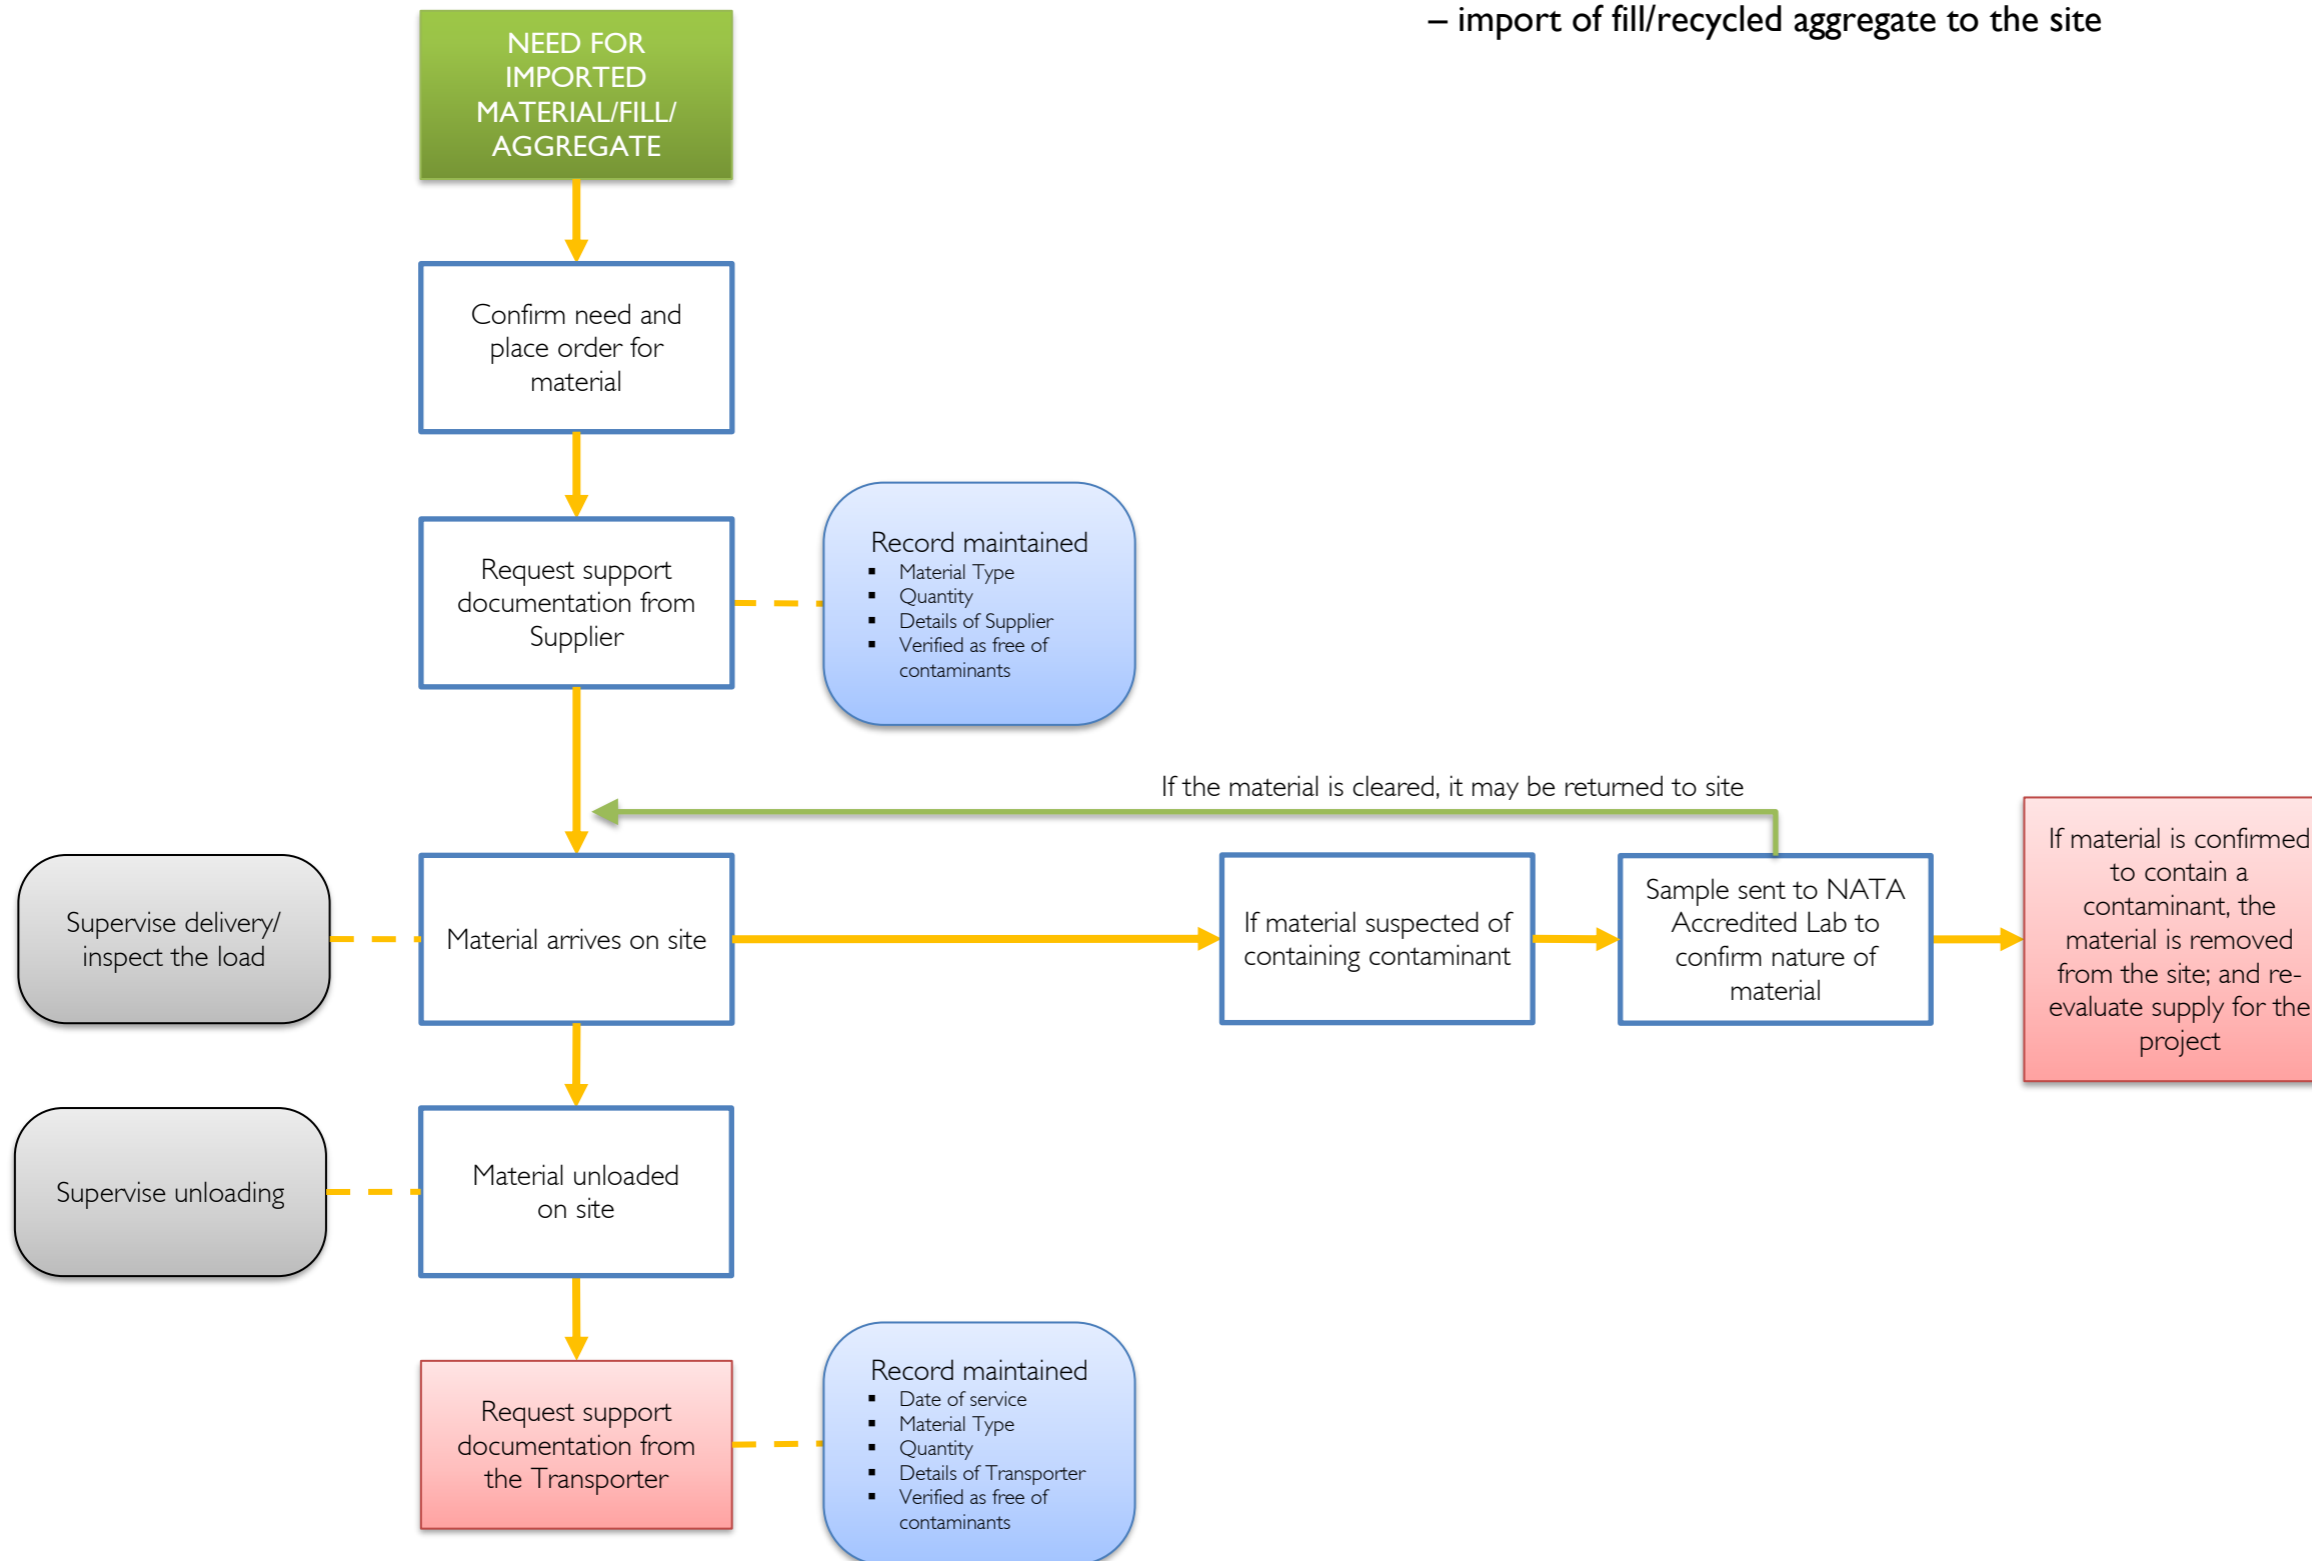 – import of fill/recycled aggregate to the site
NEED FOR
IMPORTED
MATERIAL/FILL/
AGGREGATE
Confirm need and
place order for
material
Request support
documentation from
Supplier
Record maintained
▪ Material Type
▪ Quantity
▪ Details of Supplier
▪ Verified as free of
contaminants
If the material is cleared, it may be returned to site
Supervise delivery/
inspect the load
Material arrives on site
If material suspected of
containing contaminant
Sample sent to NATA
Accredited Lab to
confirm nature of
material
If material is confirmed
to contain a
contaminant, the
material is removed
from the site; and re-
evaluate supply for the
project
Supervise unloading
Material unloaded
on site
Request support
documentation from
the Transporter
Record maintained
▪ Date of service
▪ Material Type
▪ Quantity
▪ Details of Transporter
▪ Verified as free of
contaminants